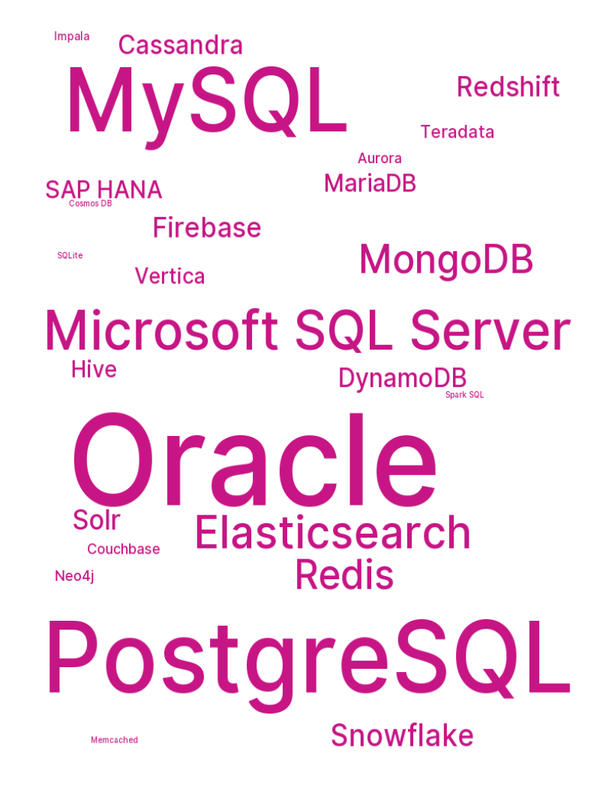 Impala
Cassandra
MySQL
Redshift
Teradata
Aurora
MariaDB
SAP HANA
Cosmos DB
Firebase
MongoDB
SQLite
Vertica
Microsoft SQL Server
Hive
DynamoDB
Spark SQL
Oracle
Solr
Elasticsearch
Couchbase
Redis
Neo4j
PostgreSQL
Snowflake
Memcached